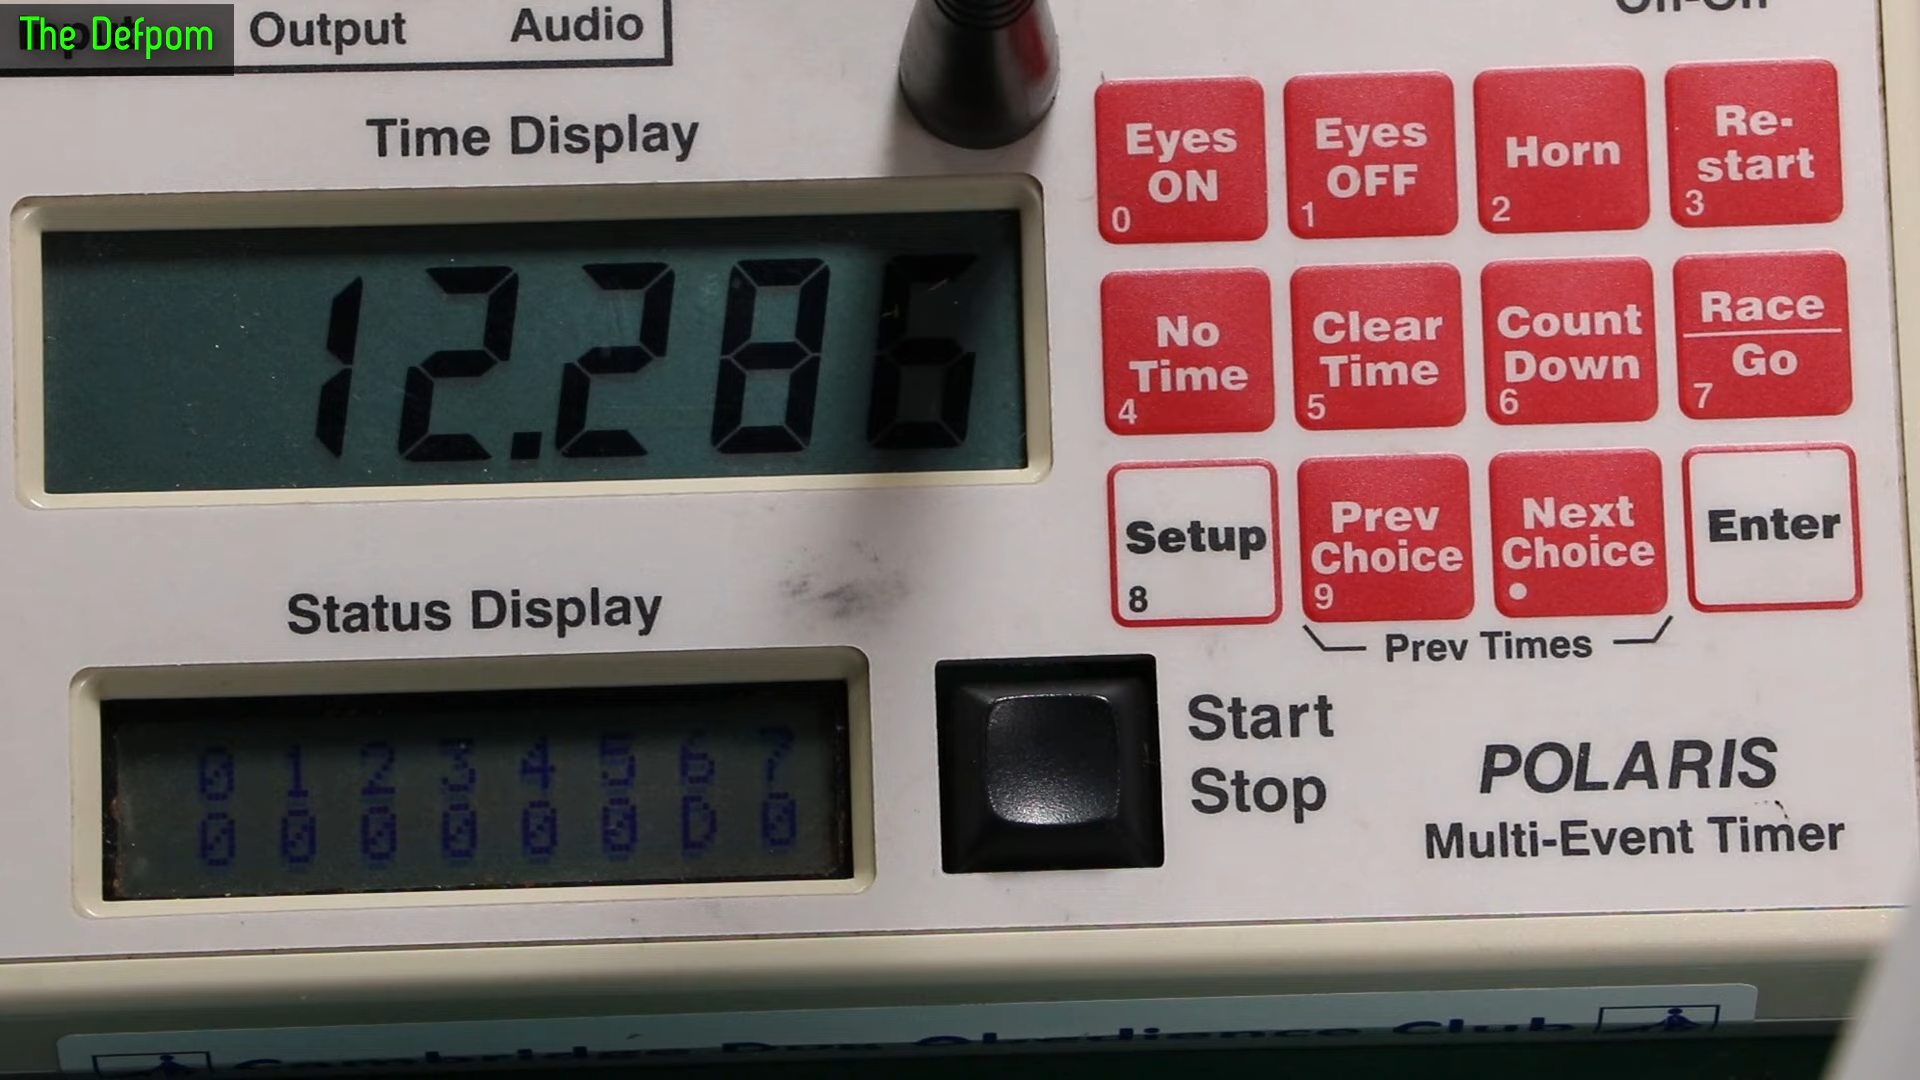 The Defpom
Output Audio
Time Display
12.286
Eyes ON 0
Eyes OFF 1
Horn 2
Re-start 3
No Time 4
Clear Time 5
Count Down 6
Race Go 7
Setup 8
Prev Choice 9
Next Choice
Enter
Prev Times
Status Display
0 1 2 3 4 5 6 7
0 0 0 0 0 0 D 0
Start
Stop
POLARIS
Multi-Event Timer
Obedience Club